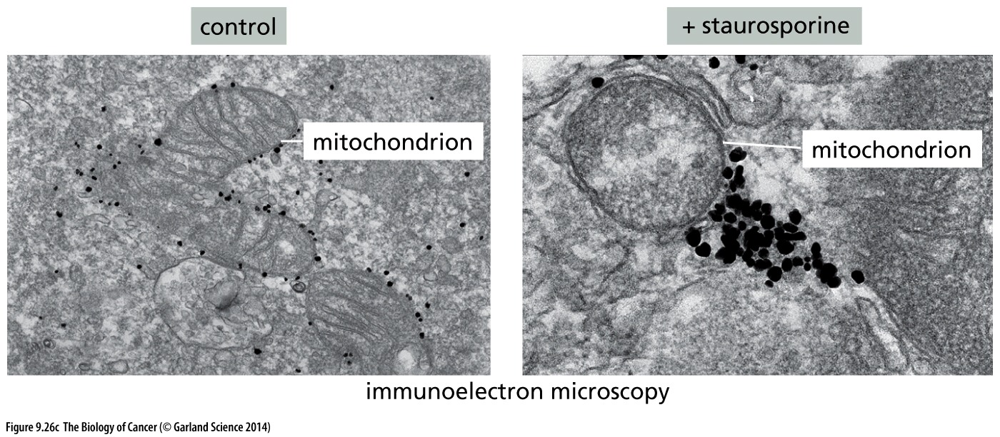 control
+ staurosporine
mitochondrion
mitochondrion
immunoelectron microscopy
Figure 9.26c The Biology of Cancer (© Garland Science 2014)